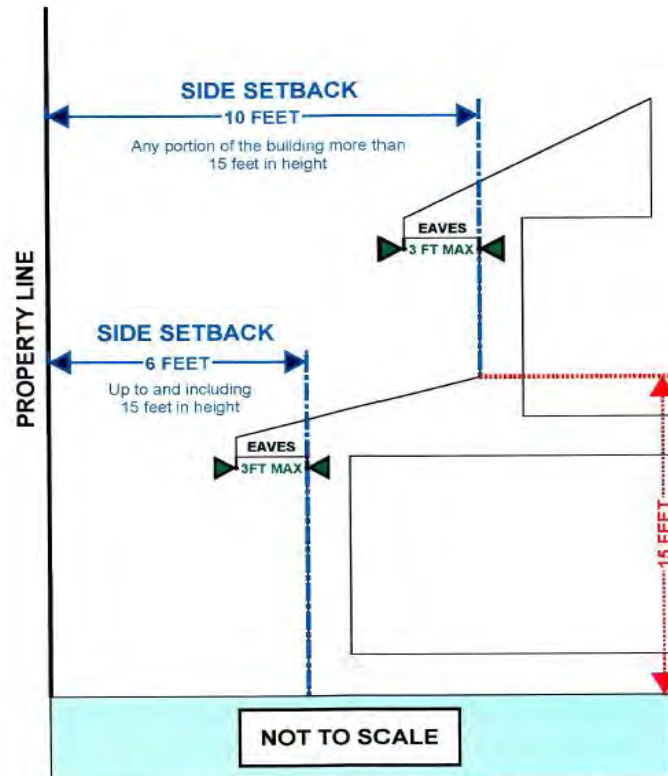 SIDE SETBACK
10 FEET
Any portion of the building more than
15 feet in height
EAVES
3 FT MAX
PROPERTY LINE
SIDE SETBACK
6 FEET
Up to and including
15 feet in height
EAVES
3FT MAX
15 FEET
NOT TO SCALE